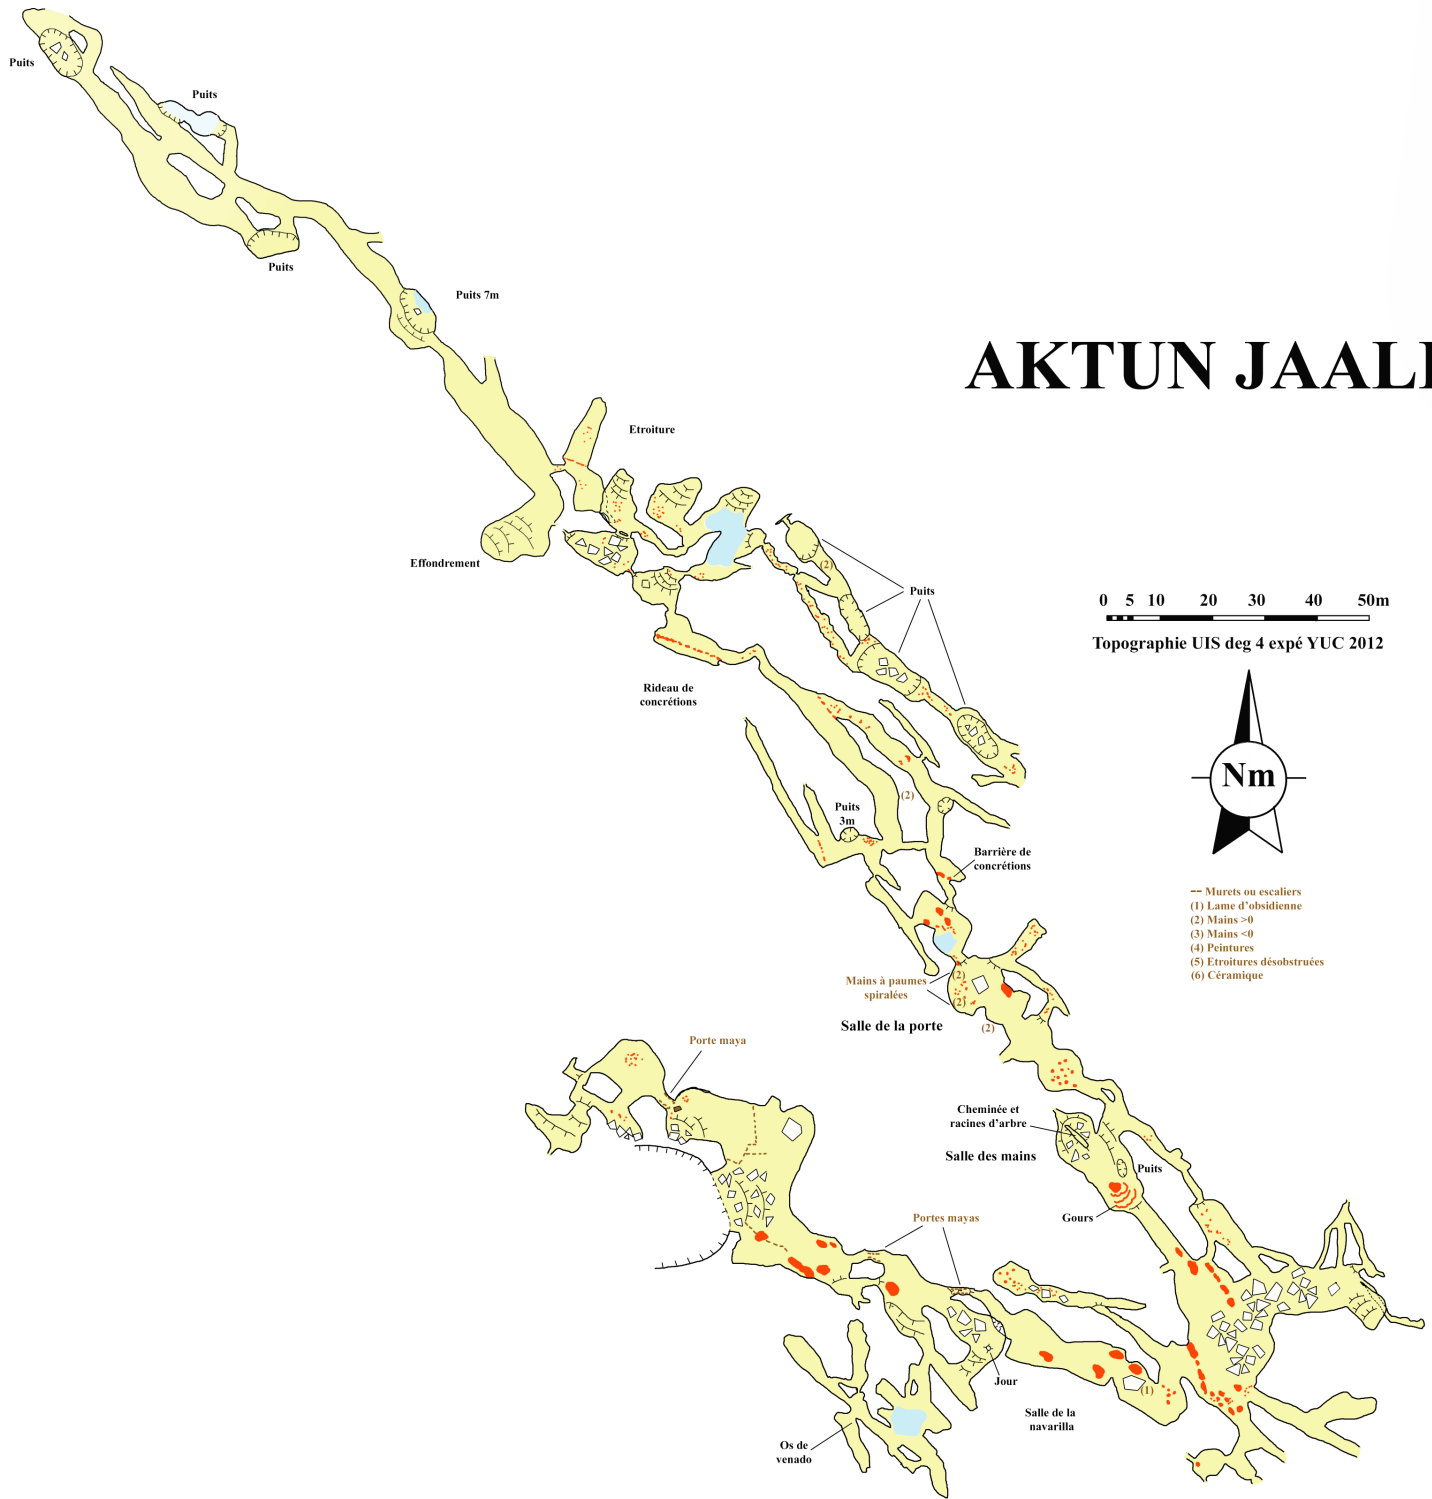 Puits
Puits
Puits
Puits 7m
AKTUN JAALI
Etroiture
Effondrement
(2)
Puits
0 5 10 20 30 40 50m
Topographie UIS deg 4 expé YUC 2012
Rideau de
concrétions
Nm
(2)
Puits
3m
Barrière de
concrétions
-- Murets ou escaliers
(1) Lame d'obsidienne
(2) Mains >0
(3) Mains <0
(4) Peintures
(5) Etroitures désobstruées
(6) Céramique
(2)
Mains à paumes
spiralées
(2)
Salle de la porte
(2)
Porte maya
Cheminée et
racines d'arbre
Salle des mains
Puits
Gours
Portes mayas
Jour
(1)
Salle de la
navarilla
Os de
venado